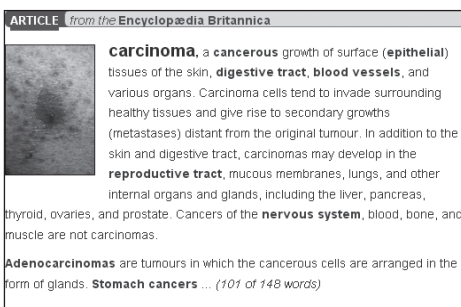 ARTICLE from the Encyclopædia Britannica
carcinoma, a cancerous growth of surface (epithelial)
tissues of the skin, digestive tract, blood vessels, and
various organs. Carcinoma cells tend to invade surrounding
healthy tissues and give rise to secondary growths
(metastases) distant from the original tumour. In addition to the
skin and digestive tract, carcinomas may develop in the
reproductive tract, mucous membranes, lungs, and other
internal organs and glands, including the liver, pancreas,
thyroid, ovaries, and prostate. Cancers of the nervous system, blood, bone, and
muscle are not carcinomas.
Adenocarcinomas are tumours in which the cancerous cells are arranged in the
form of glands. Stomach cancers ... (101 of 148 words)